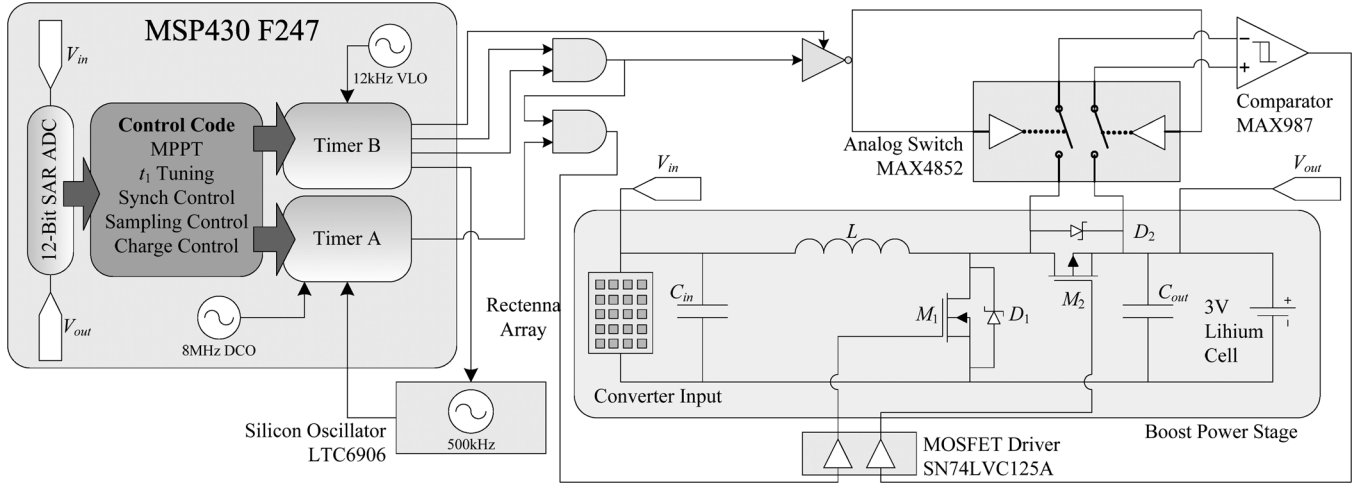 MSP430 F247
V_in
12kHz VLO
12-Bit SAR ADC
Control Code
MPPT
t_1 Tuning
Synch Control
Sampling Control
Charge Control
Timer B
Timer A
V_out
8MHz DCO
500kHz
Silicon Oscillator
LTC6906
Comparator
MAX987
−
+
Analog Switch
MAX4852
V_in
V_out
Rectenna
Array
C_in
L
M_1
D_1
D_2
M_2
C_out
3V
Lihium
Cell
+
−
Converter Input
Boost Power Stage
MOSFET Driver
SN74LVC125A